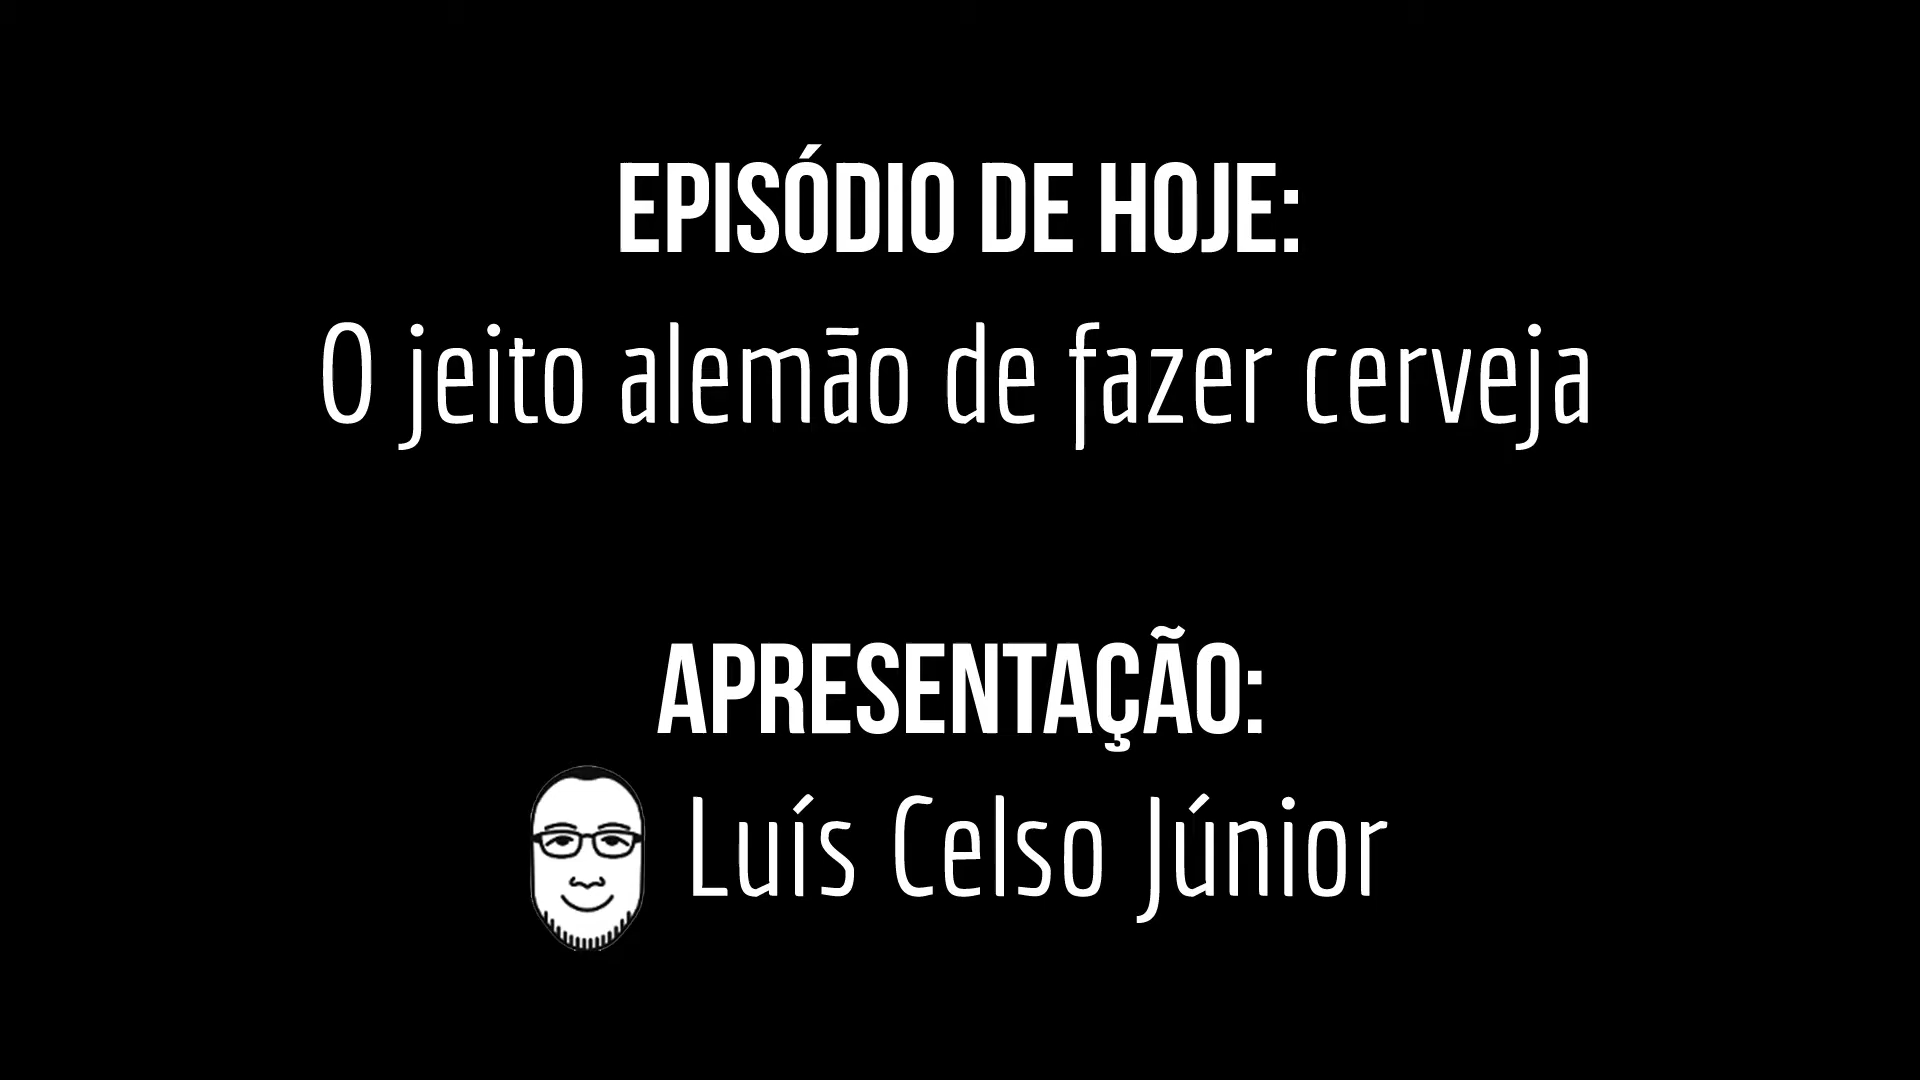 EPISÓDIO DE HOJE:
O jeito alemão de fazer cerveja
APRESENTAÇÃO:
Luís Celso Júnior